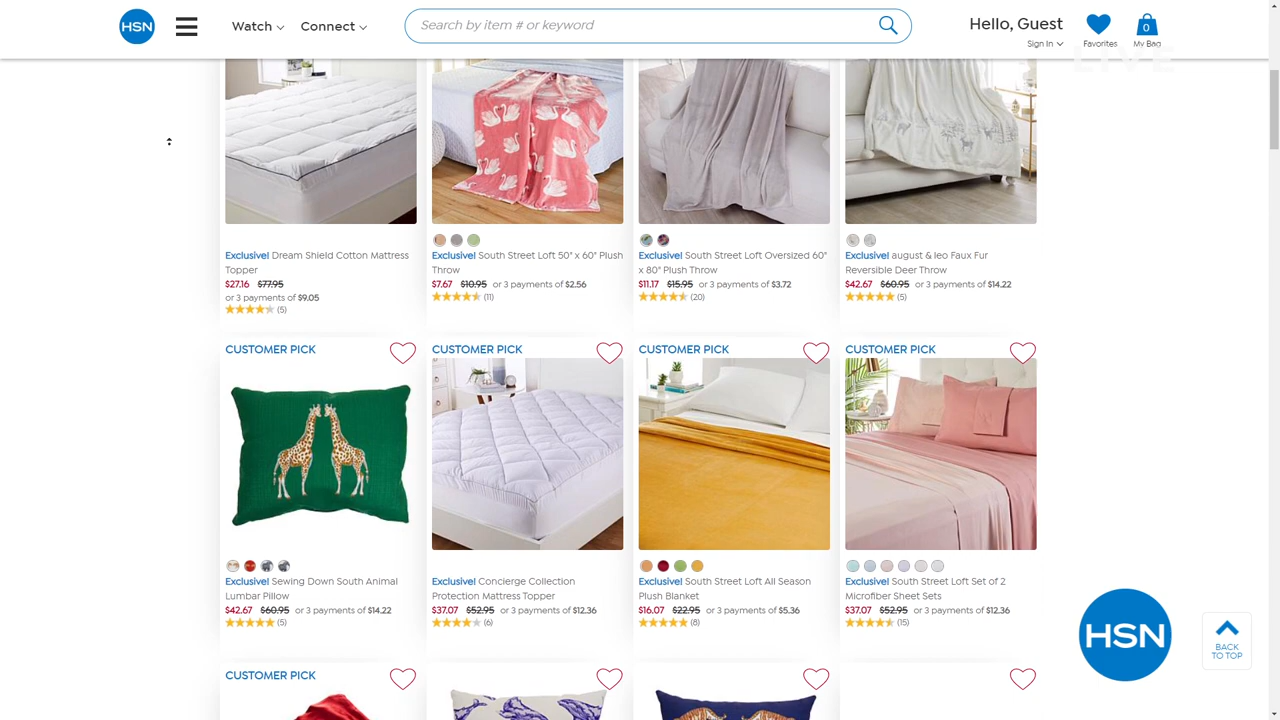 HSN
Watch
Connect
Search by item # or keyword
Hello, Guest
Sign In
Favorites
0
My Bag
LIVE
Exclusive! Dream Shield Cotton Mattress
Topper
$27.16 $77.95
or 3 payments of $9.05
(5)
Exclusive! South Street Loft 50" x 60" Plush
Throw
$7.67 $10.95 or 3 payments of $2.56
(11)
Exclusive! South Street Loft Oversized 60"
x 80" Plush Throw
$11.17 $15.95 or 3 payments of $3.72
(20)
Exclusive! august & leo Faux Fur
Reversible Deer Throw
$42.67 $60.95 or 3 payments of $14.22
(5)
CUSTOMER PICK
Exclusive! Sewing Down South Animal
Lumbar Pillow
$42.67 $60.95 or 3 payments of $14.22
(5)
CUSTOMER PICK
Exclusive! Concierge Collection
Protection Mattress Topper
$37.07 $52.95 or 3 payments of $12.36
(6)
CUSTOMER PICK
Exclusive! South Street Loft All Season
Plush Blanket
$16.07 $22.95 or 3 payments of $5.36
(8)
CUSTOMER PICK
Exclusive! South Street Loft Set of 2
Microfiber Sheet Sets
$37.07 $52.95 or 3 payments of $12.36
(15)
CUSTOMER PICK
HSN
BACK
TO TOP